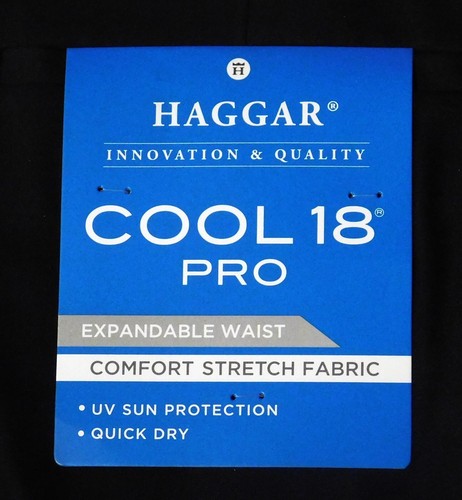 H
HAGGAR®
INNOVATION & QUALITY
COOL 18®
PRO
EXPANDABLE WAIST
COMFORT STRETCH FABRIC
• UV SUN PROTECTION
• QUICK DRY